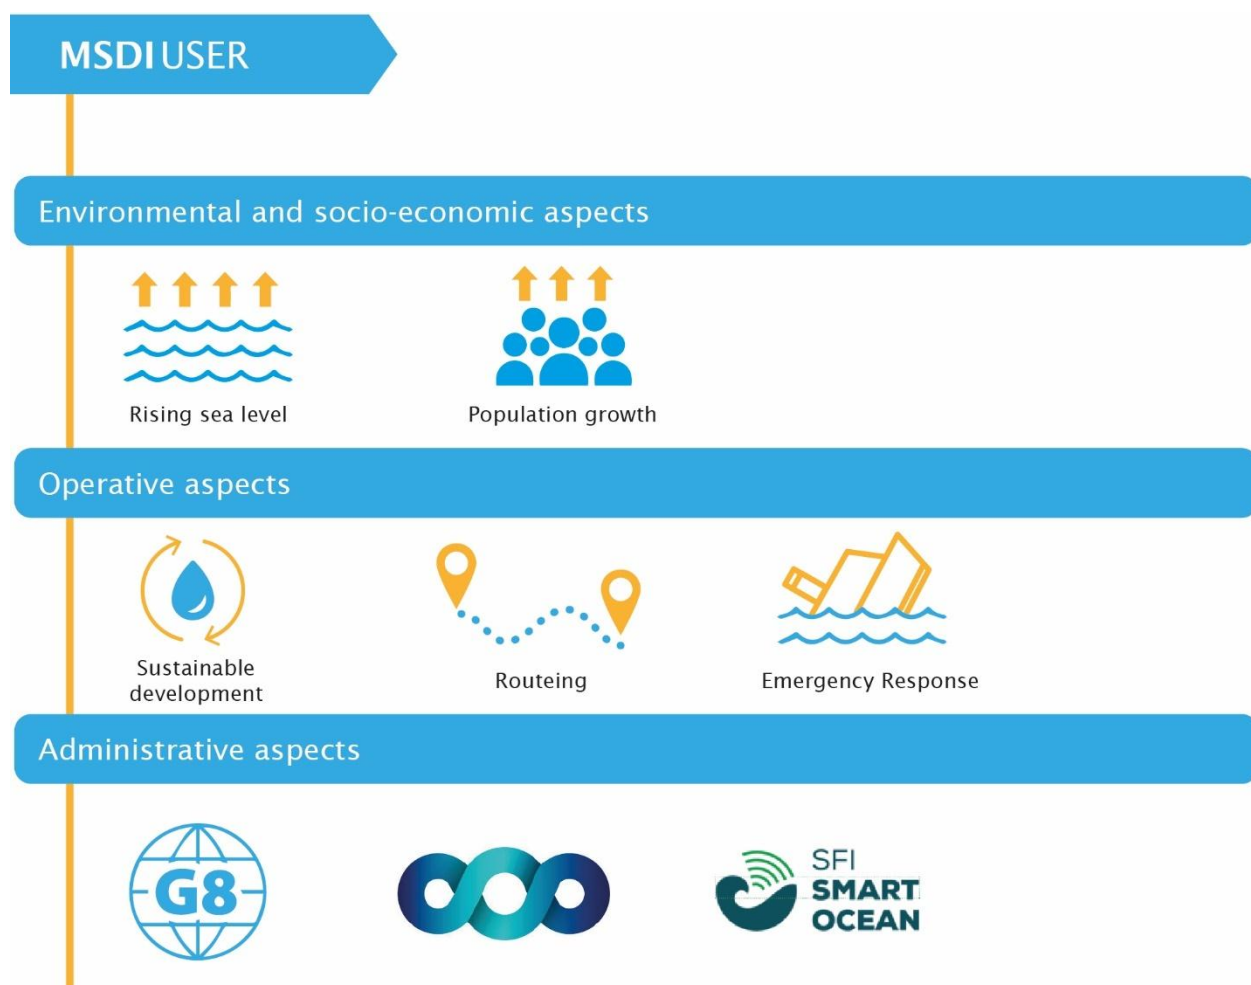 MSDI USER
Environmental and socio-economic aspects
Rising sea level
Population growth
Operative aspects
Sustainable
development
Routeing
Emergency Response
Administrative aspects
G8
SFI
SMART
OCEAN